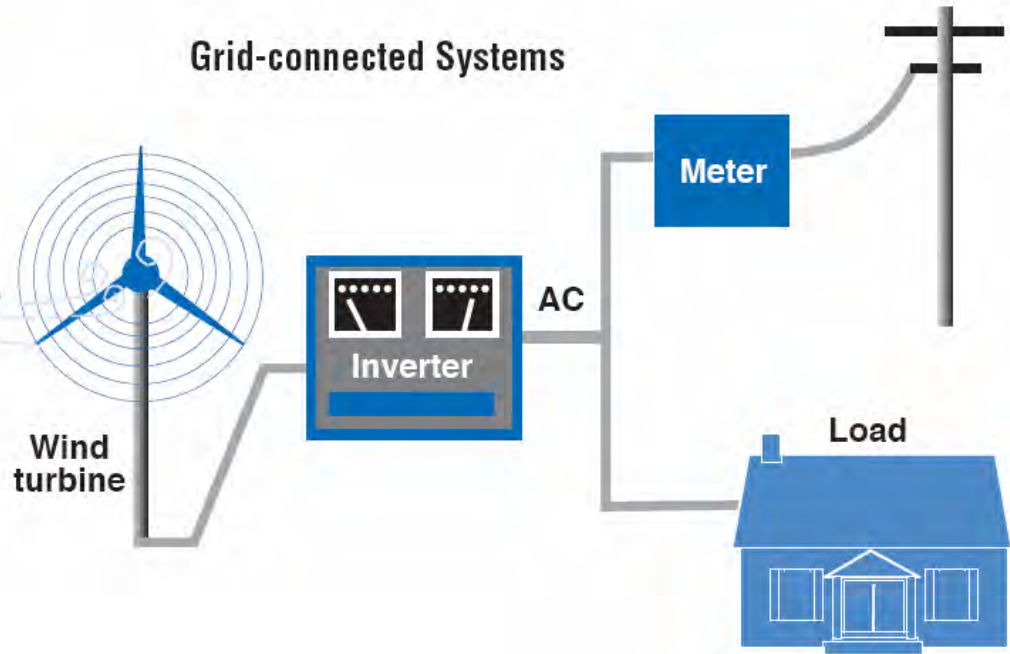 Grid-connected Systems
Meter
AC
Inverter
Wind
turbine
Load